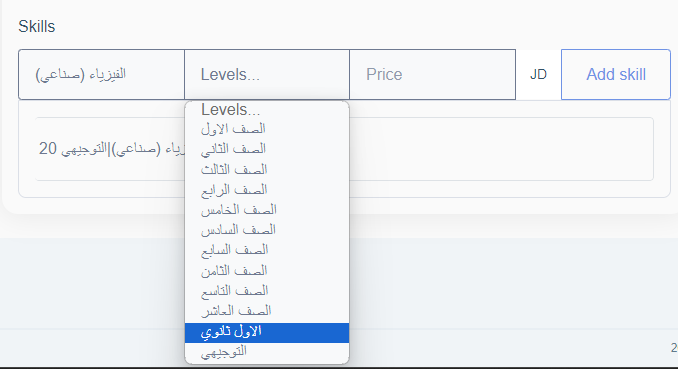 Skills
الفيزياء (صناعي)
Levels...
Price
JD
Add skill
Levels...
الصف الاول
الصف الثاني
الصف الثالث
الصف الرابع
الصف الخامس
الصف السادس
الصف السابع
الصف الثامن
الصف التاسع
الصف العاشر
الاول ثانوي
التوجيهي
(صناعي)|التوجيهي 20
2